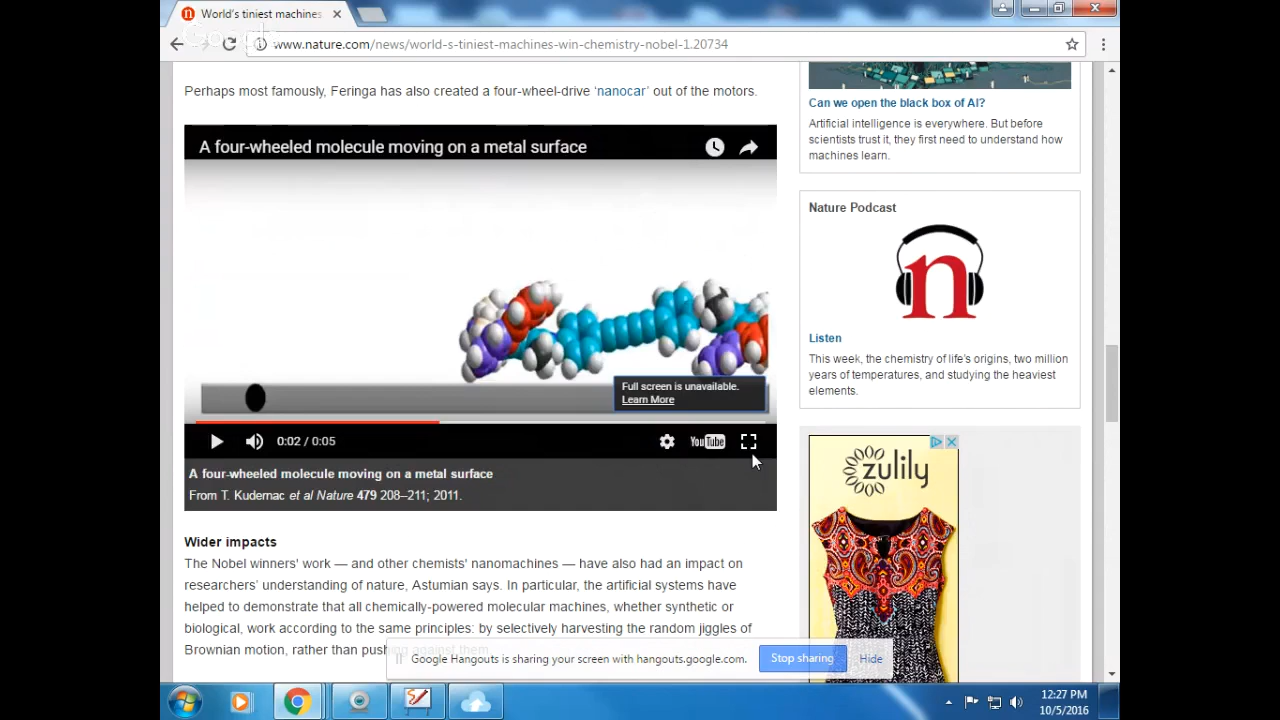 World's tiniest machines
Google
www.nature.com/news/world-s-tiniest-machines-win-chemistry-nobel-1.20734
Perhaps most famously, Feringa has also created a four-wheel-drive ‘nanocar’ out of the motors.
A four-wheeled molecule moving on a metal surface
Full screen is unavailable.
Learn More
0:02 / 0:05
YouTube
A four-wheeled molecule moving on a metal surface
From T. Kudernac et al Nature 479 208–211; 2011.
Wider impacts
The Nobel winners' work — and other chemists' nanomachines — have also had an impact on
researchers’ understanding of nature, Astumian says. In particular, the artificial systems have
helped to demonstrate that all chemically-powered molecular machines, whether synthetic or
biological, work according to the same principles: by selectively harvesting the random jiggles of
Brownian motion, rather than pushing against them.
Can we open the black box of AI?
Artificial intelligence is everywhere. But before
scientists trust it, they first need to understand how
machines learn.
Nature Podcast
n
Listen
This week, the chemistry of life's origins, two million
years of temperatures, and studying the heaviest
elements.
zulily
Google Hangouts is sharing your screen with hangouts.google.com.
Stop sharing
Hide
12:27 PM
10/5/2016